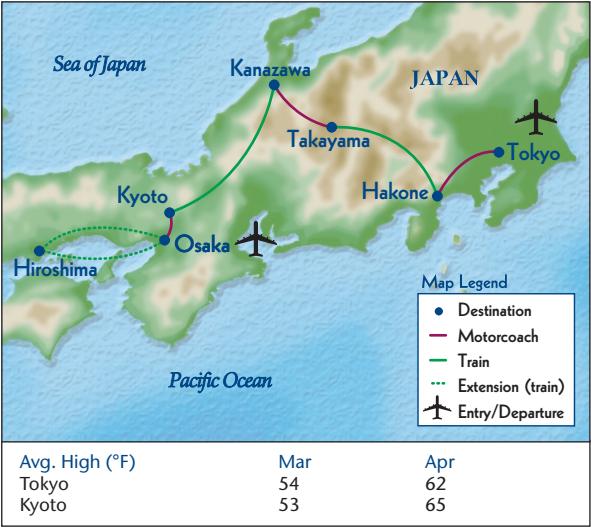 Sea of Japan
Kanazawa
JAPAN
Takayama
Tokyo
Kyoto
Hakone
Osaka
Hiroshima
Map Legend
Destination
Motorcoach
Train
Extension (train)
Entry/Departure
Pacific Ocean
Avg. High (°F) Mar Apr
Tokyo 54 62
Kyoto 53 65